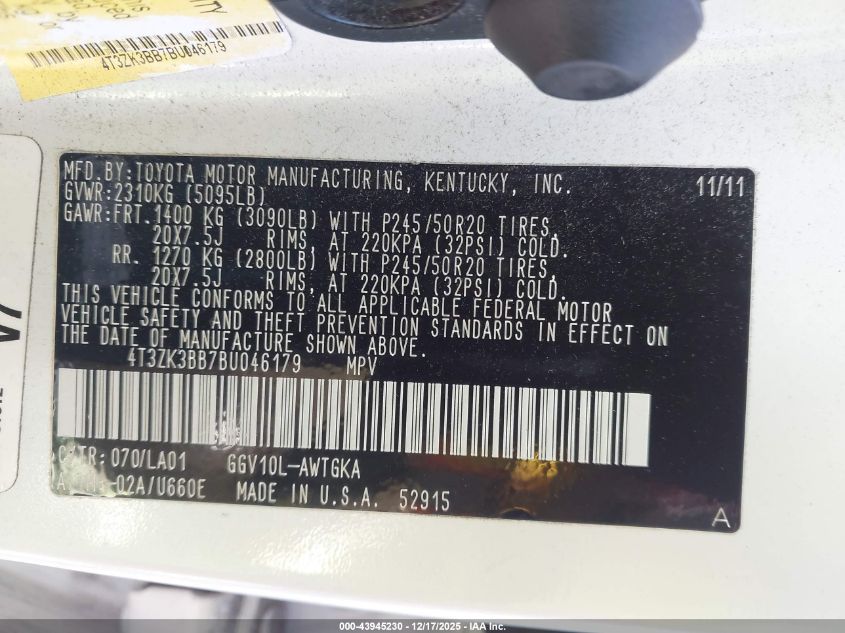 4T3ZK3BB7BU046179
MFD.BY:TOYOTA MOTOR MANUFACTURING, KENTUCKY, INC. 11/11
GVWR:2310KG (5095LB)
GAWR:FRT.1400 KG (3090LB) WITH P245/50R20 TIRES,
20X7.5J RIMS, AT 220KPA (32PSI) COLD.
RR. 1270 KG (2800LB) WITH P245/50R20 TIRES,
20X7.5J RIMS, AT 220KPA (32PSI) COLD.
THIS VEHICLE CONFORMS TO ALL APPLICABLE FEDERAL MOTOR
VEHICLE SAFETY AND THEFT PREVENTION STANDARDS IN EFFECT ON
THE DATE OF MANUFACTURE SHOWN ABOVE.
4T3ZK3BB7BU046179 MPV
C/TR: 070/LA01 GGV10L-AWTGKA
-02A/U660E MADE IN U.S.A. 52915
A
000-43945230 - 12/17/2025 - IAA Inc.